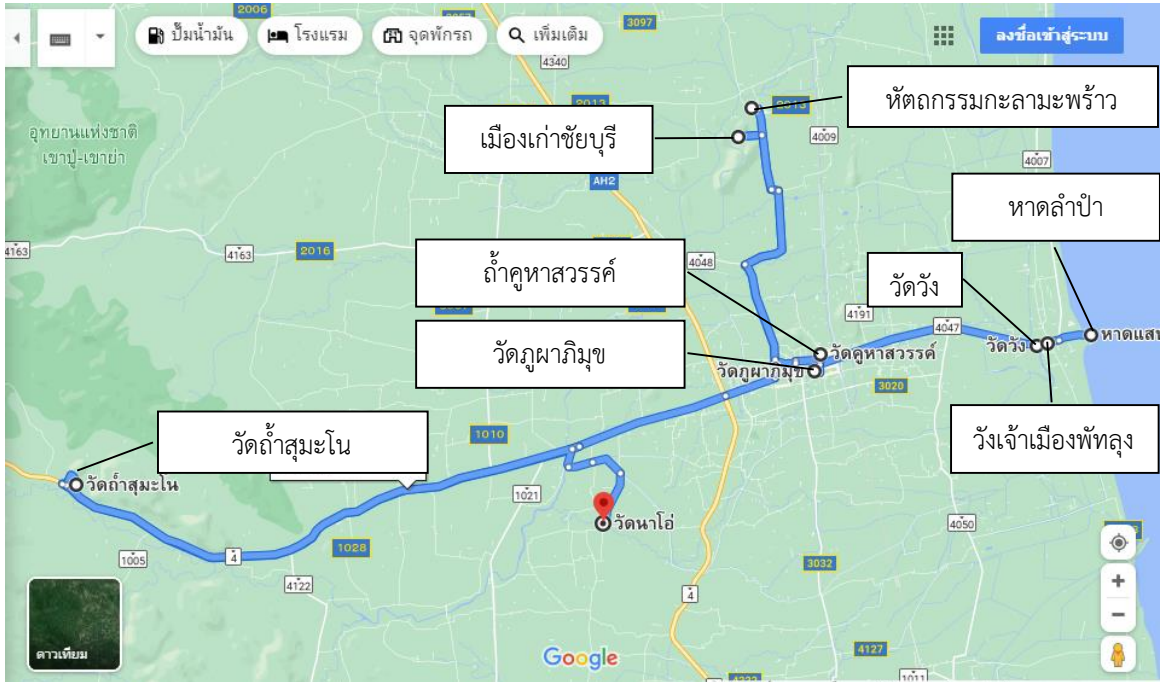 2006
3057
3097
ปั๊มน้ำมัน
โรงแรม
จุดพักรถ
เพิ่มเติม
ลงชื่อเข้าสู่ระบบ
4340
2013
2013
หัตถกรรมกะลามะพร้าว
อุทยานแห่งชาติ
เขาปู่-เขาย่า
เมืองเก่าชัยบุรี
4009
4007
AH2
หาดลำปำ
4163
4163
2016
4048
ถ้ำคูหาสวรรค์
วัดวัง
4191
4047
วัดภูผาภิมุข
วัดคูหาสวรรค์
วัดวัง
หาดแสน
วัดภูผาภิมุข
3020
วัดถ้ำสุมะโน
1010
วังเจ้าเมืองพัทลุง
วัดถ้ำสุมะโน
1021
วัดนาโอ่
4050
1028
1005
4
4122
3032
4
ดาวเทียม
Google
4127
1011